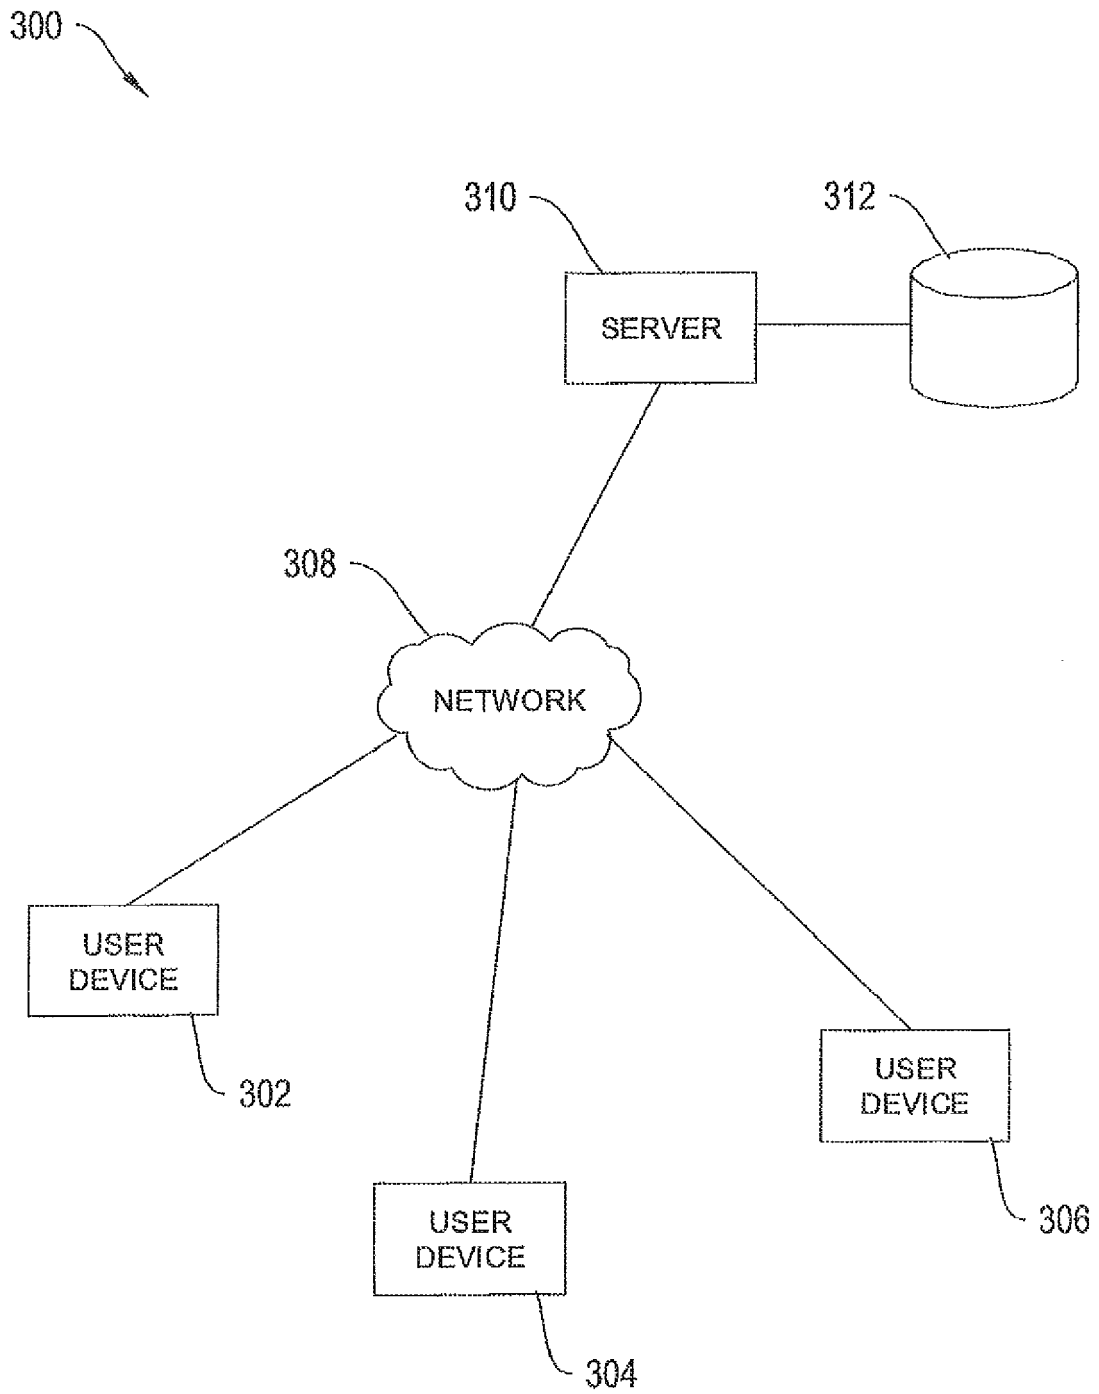 300
310
312
SERVER
308
NETWORK
USER
DEVICE
302
USER
DEVICE
306
USER
DEVICE
304